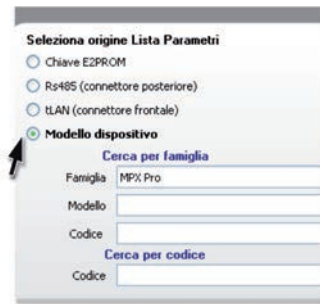 Seleziona origine Lista Parametri
Chiave E2PROM
Rs485 (connettore posteriore)
tLAN (connettore frontale)
Modello dispositivo
Cerca per famiglia
Famiglia MPX Pro
Modello
Codice
Cerca per codice
Codice